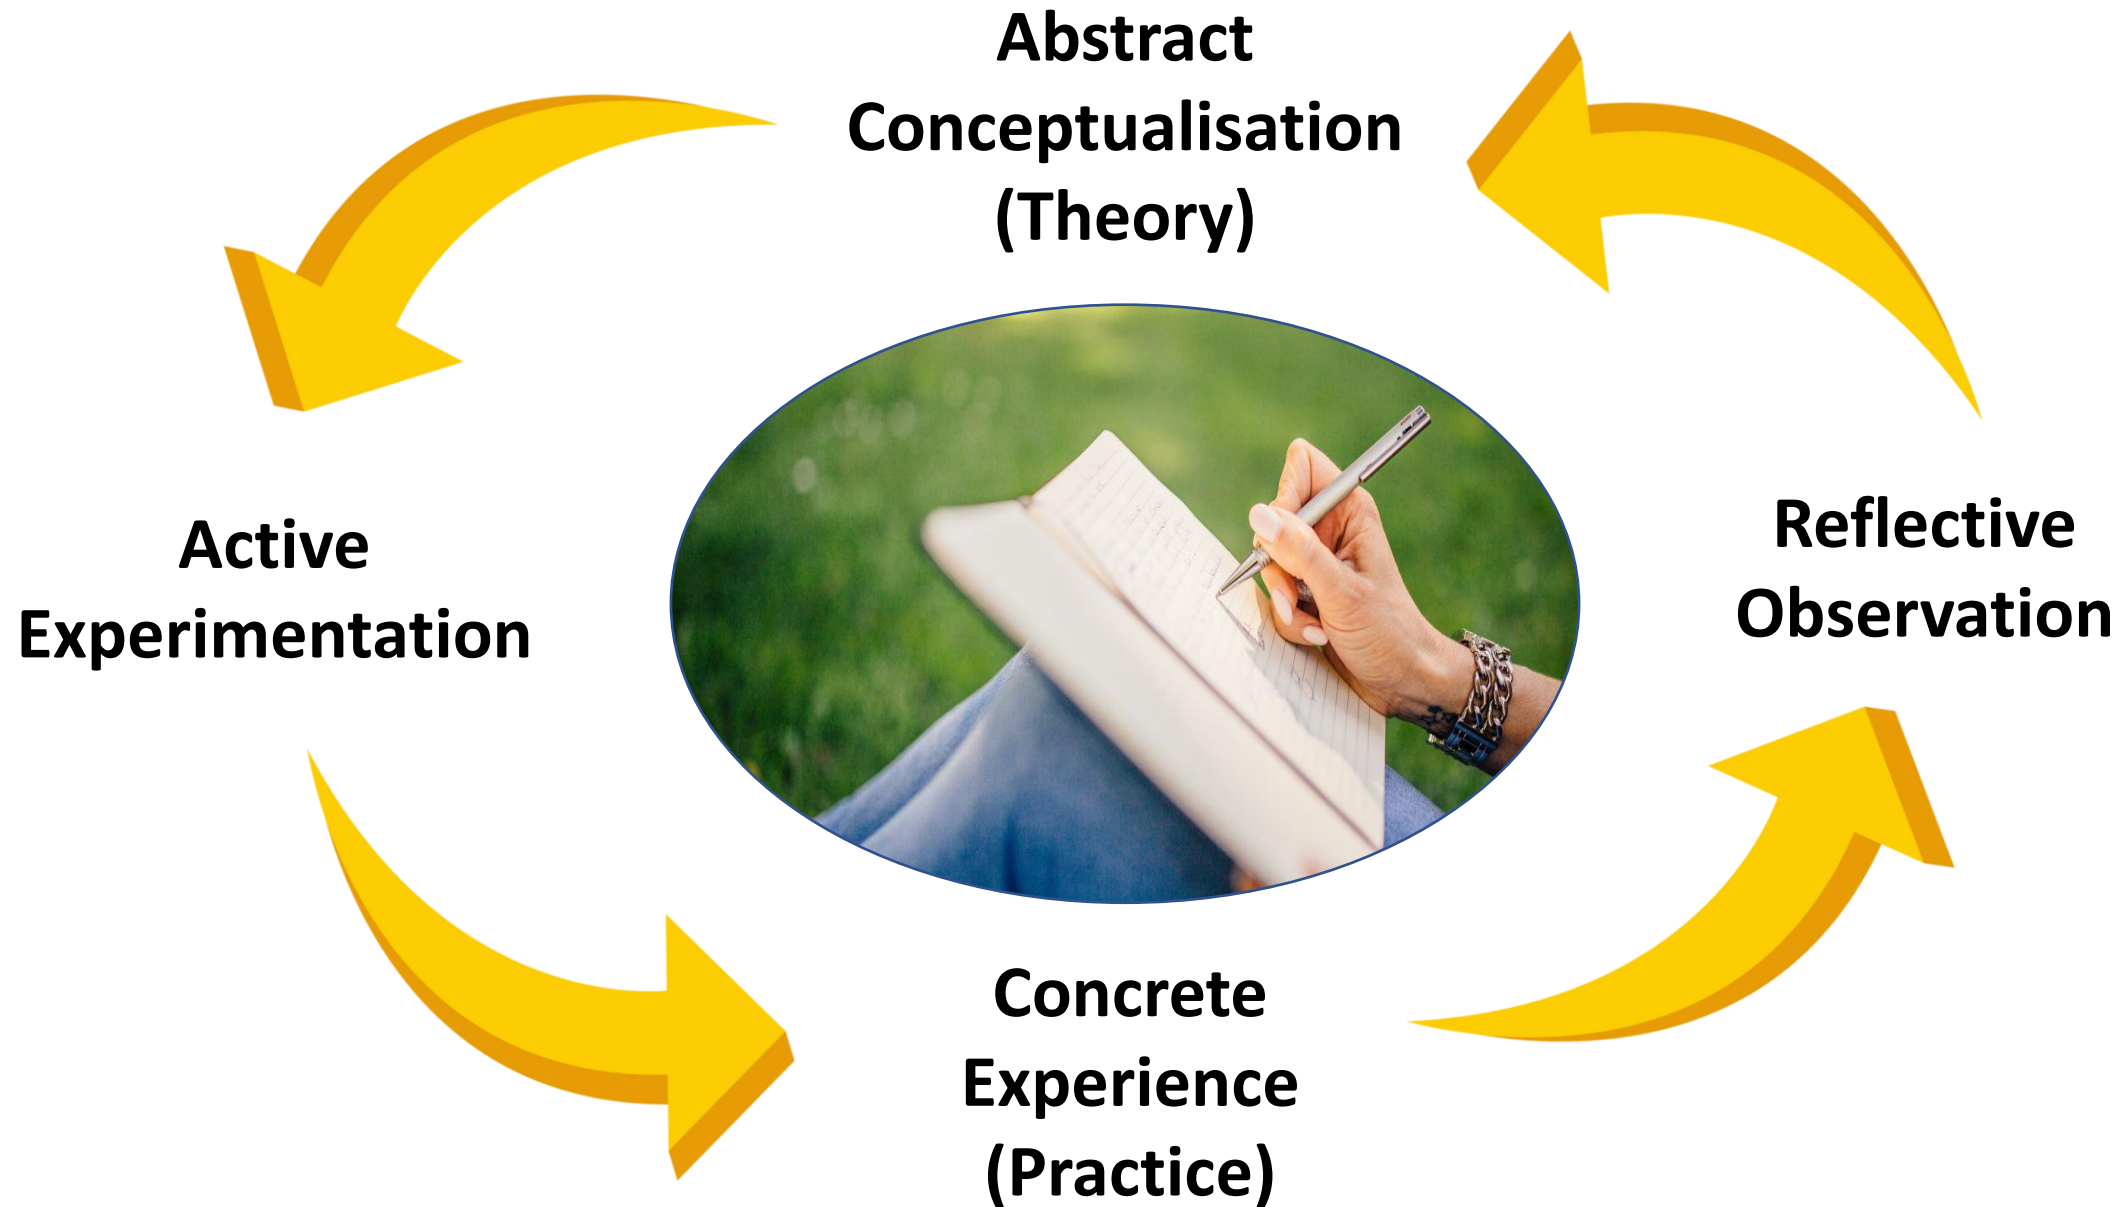 Abstract
Conceptualisation
(Theory)
Active
Experimentation
Reflective
Observation
Concrete
Experience
(Practice)